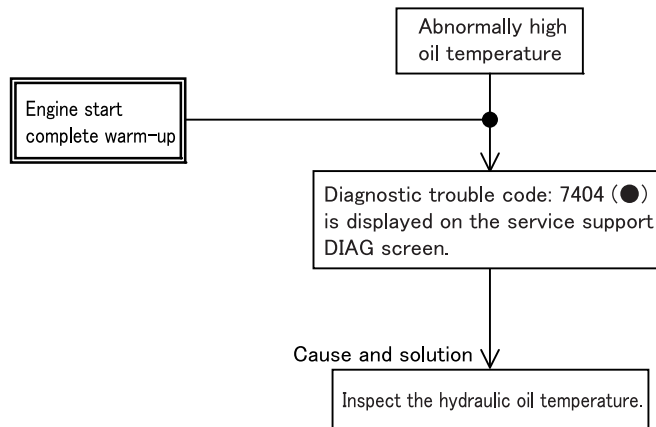 Abnormally high
oil temperature
Engine start
complete warm-up
Diagnostic trouble code: 7404 (●)
is displayed on the service support
DIAG screen.
Cause and solution
Inspect the hydraulic oil temperature.